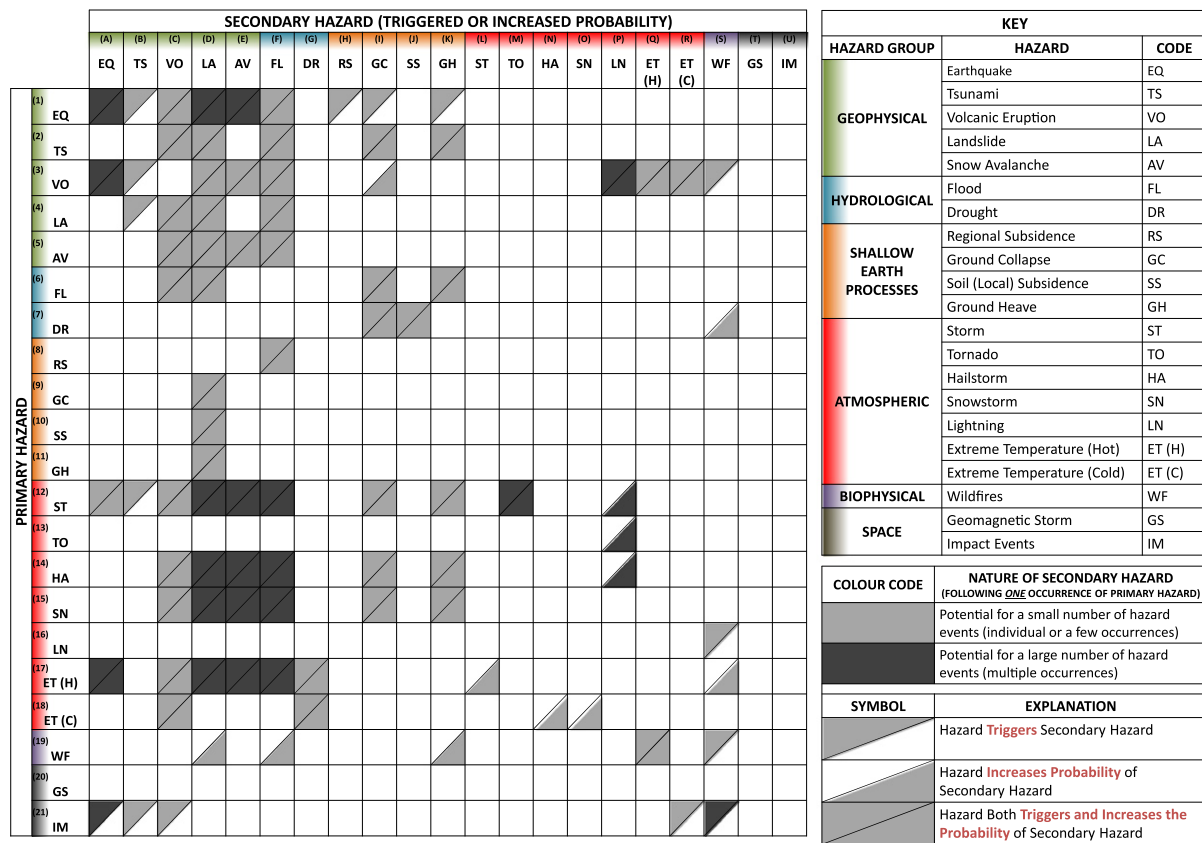 SECONDARY HAZARD (TRIGGERED OR INCREASED PROBABILITY)
(A) (B) (C) (D) (E) (F) (G) (H) (I) (J) (K) (L) (M) (N) (O) (P) (Q) (R) (S) (T) (U)
EQ TS VO LA AV FL DR RS GC SS GH ST TO HA SN LN ET (H) ET (C) WF GS IM
PRIMARY HAZARD
(1) EQ
(2) TS
(3) VO
(4) LA
(5) AV
(6) FL
(7) DR
(8) RS
(9) GC
(10) SS
(11) GH
(12) ST
(13) TO
(14) HA
(15) SN
(16) LN
(17) ET (H)
(18) ET (C)
(19) WF
(20) GS
(21) IM
KEY
HAZARD GROUP HAZARD CODE
GEOPHYSICAL
Earthquake EQ
Tsunami TS
Volcanic Eruption VO
Landslide LA
Snow Avalanche AV
HYDROLOGICAL
Flood FL
Drought DR
SHALLOW
EARTH
PROCESSES
Regional Subsidence RS
Ground Collapse GC
Soil (Local) Subsidence SS
Ground Heave GH
ATMOSPHERIC
Storm ST
Tornado TO
Hailstorm HA
Snowstorm SN
Lightning LN
Extreme Temperature (Hot) ET (H)
Extreme Temperature (Cold) ET (C)
BIOPHYSICAL
Wildfires WF
SPACE
Geomagnetic Storm GS
Impact Events IM
COLOUR CODE
NATURE OF SECONDARY HAZARD
(FOLLOWING ONE OCCURRENCE OF PRIMARY HAZARD)
Potential for a small number of hazard
events (individual or a few occurrences)
Potential for a large number of hazard
events (multiple occurrences)
SYMBOL EXPLANATION
Hazard Triggers Secondary Hazard
Hazard Increases Probability of
Secondary Hazard
Hazard Both Triggers and Increases the
Probability of Secondary Hazard